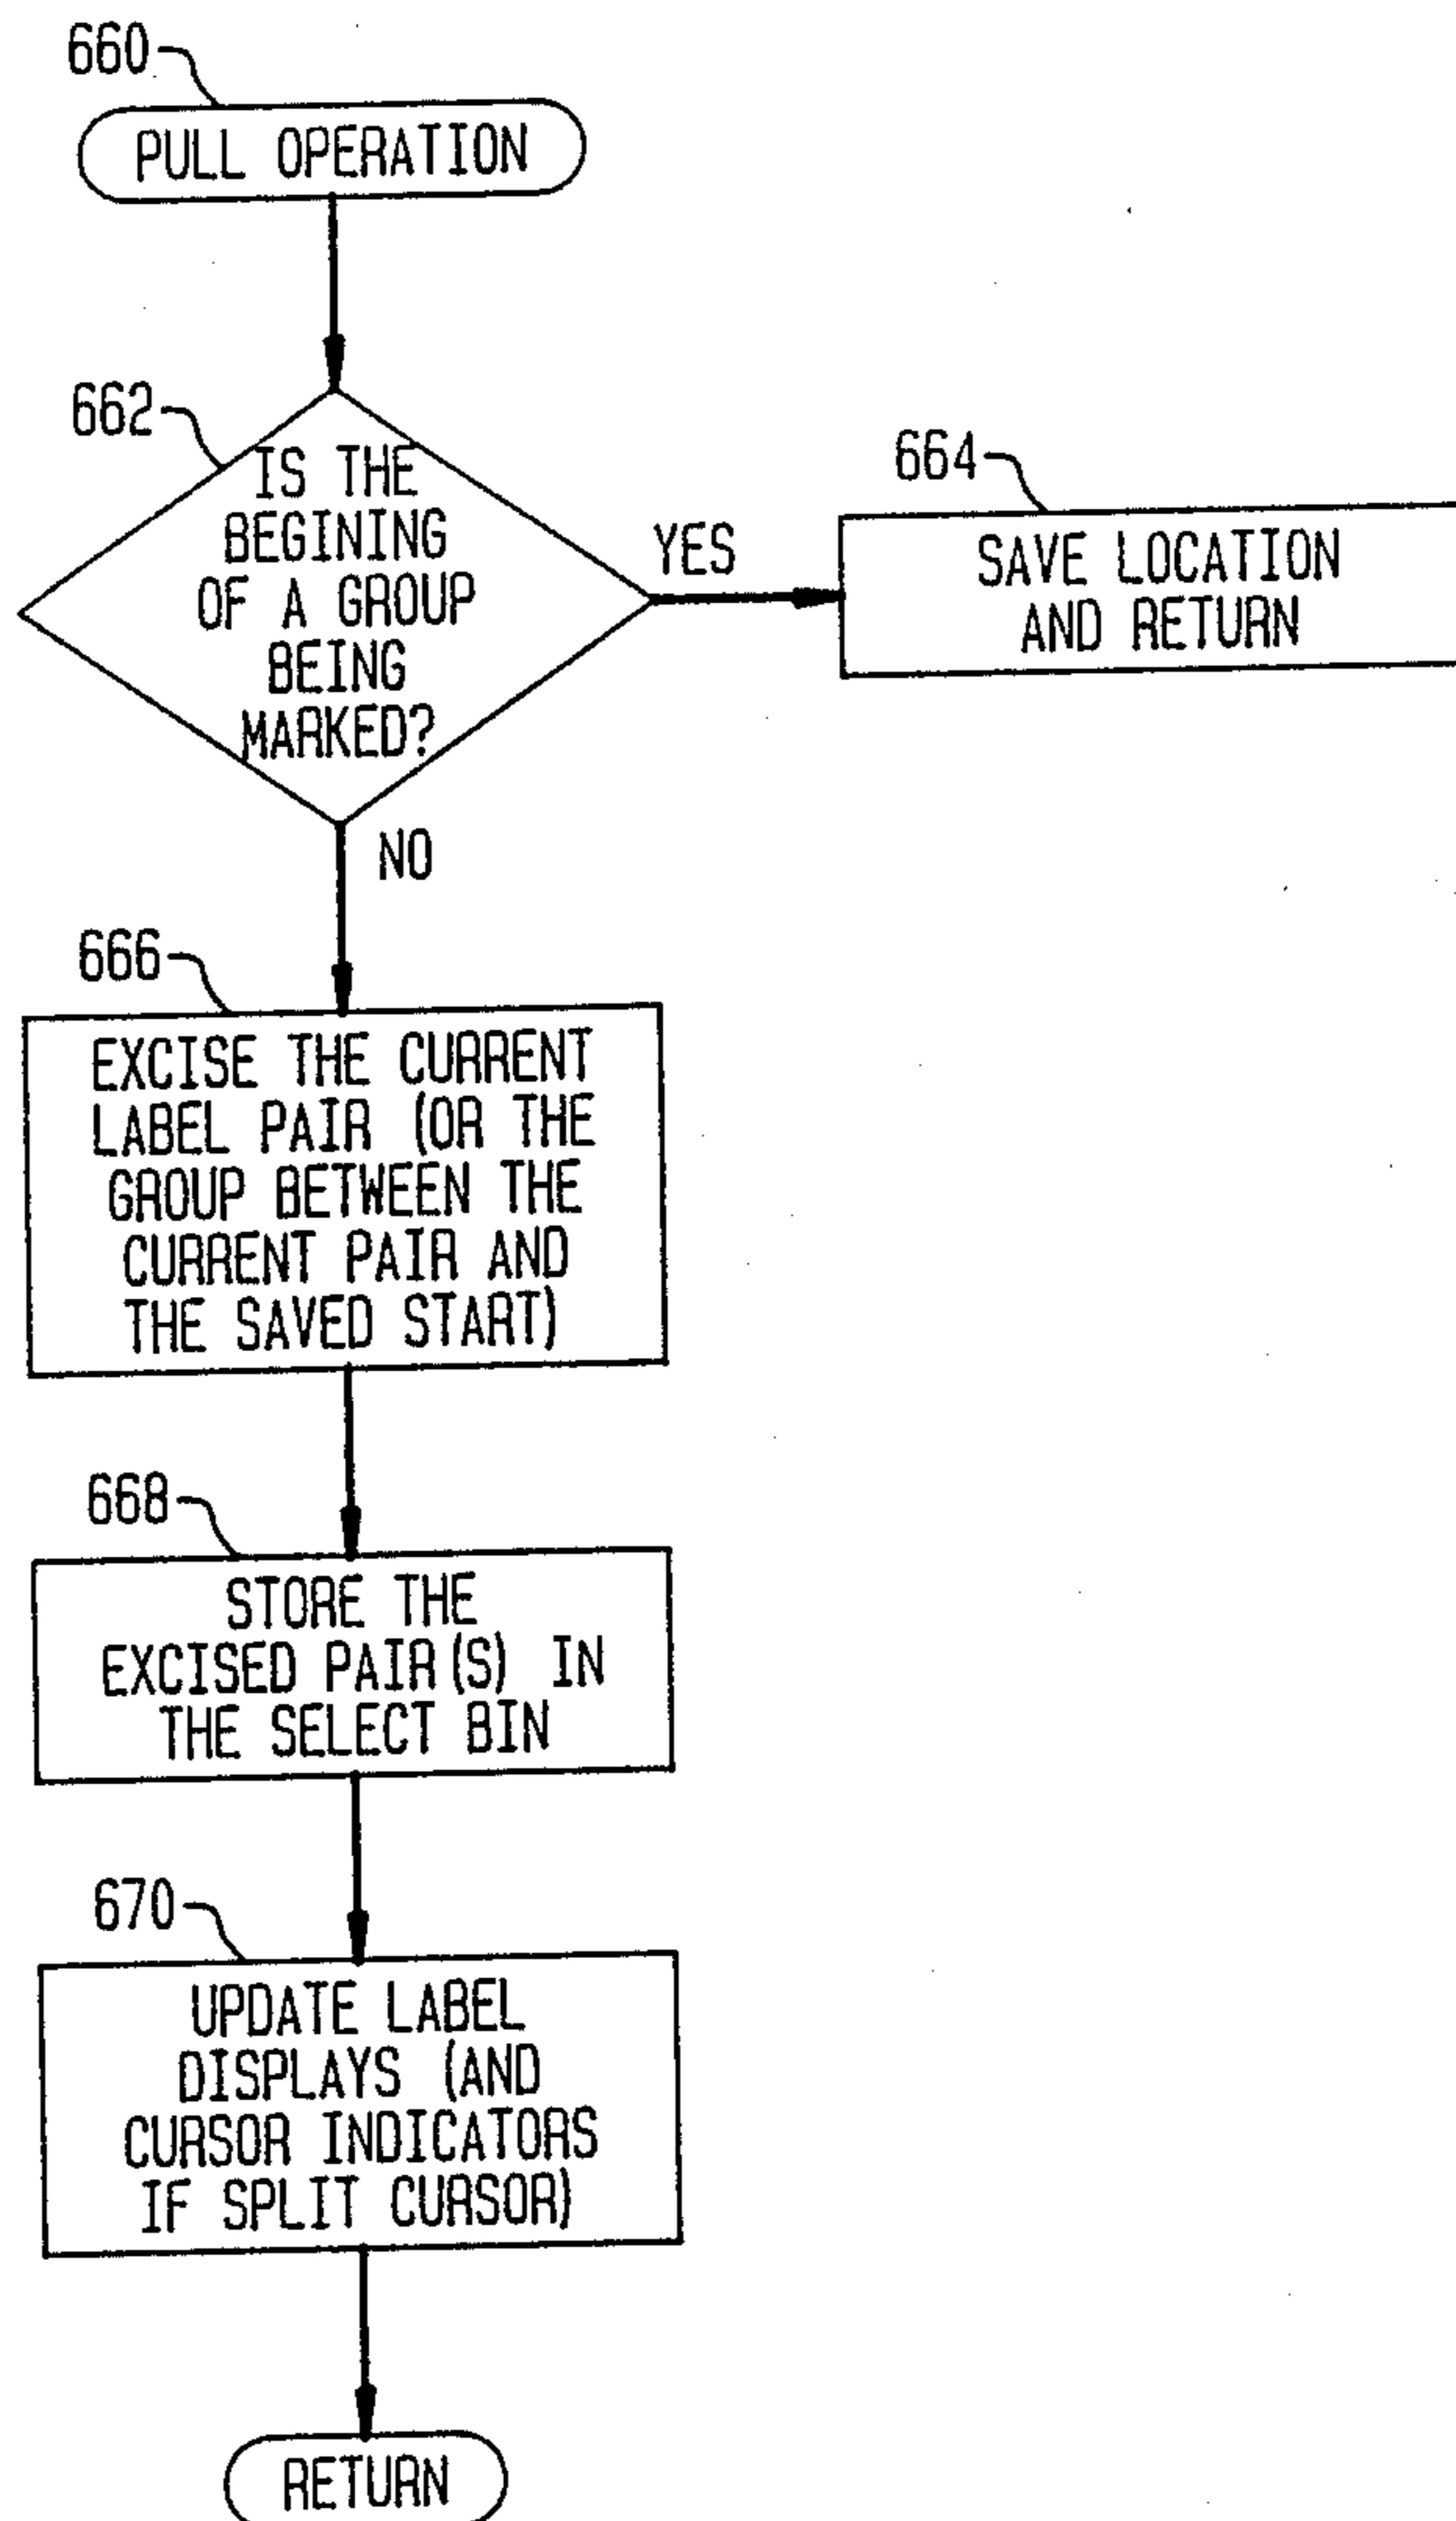 660
PULL OPERATION
662
IS THE
BEGINING
OF A GROUP
BEING
MARKED?
YES
664
SAVE LOCATION
AND RETURN
NO
666
EXCISE THE CURRENT
LABEL PAIR (OR THE
GROUP BETWEEN THE
CURRENT PAIR AND
THE SAVED START)
668
STORE THE
EXCISED PAIR(S) IN
THE SELECT BIN
670
UPDATE LABEL
DISPLAYS (AND
CURSOR INDICATORS
IF SPLIT CURSOR)
RETURN